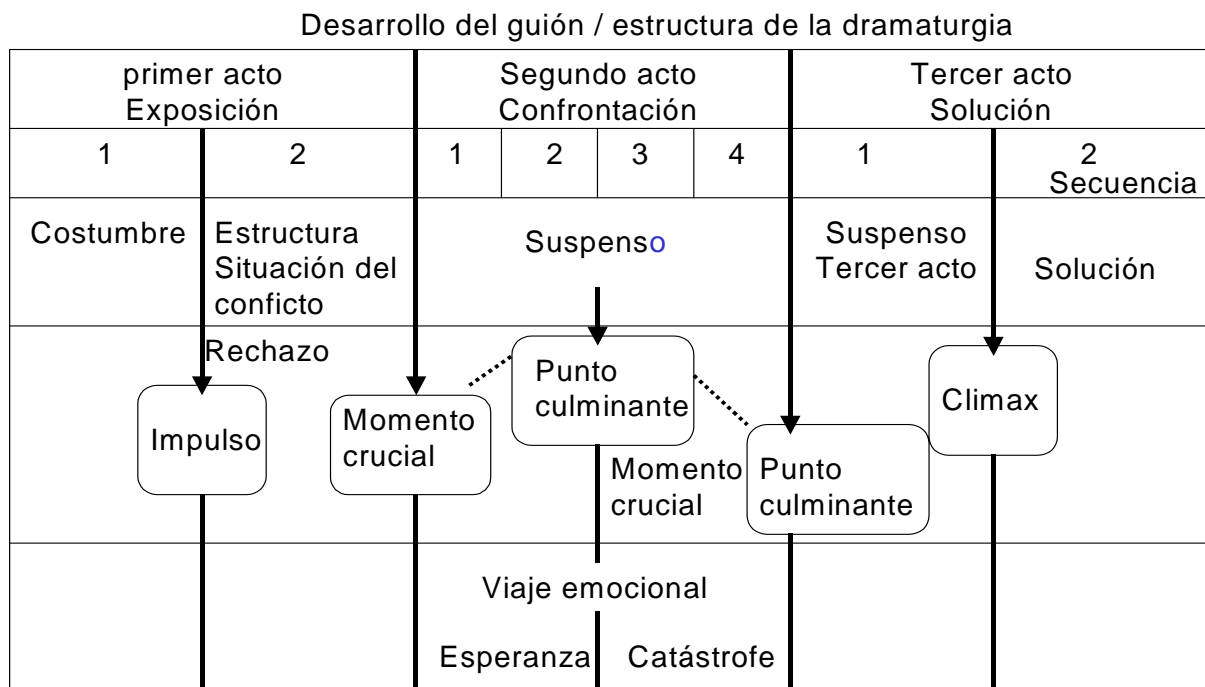 Desarrollo del guión / estructura de la dramaturgia
primer acto
Exposición
Segundo acto
Confrontación
Tercer acto
Solución
1
2
1
2
3
4
1
2
Secuencia
Costumbre
Estructura
Situación del
conficto
Suspenso
Suspenso
Tercer acto
Solución
Rechazo
Impulso
Momento
crucial
Punto
culminante
Momento
crucial
Punto
culminante
Climax
Viaje emocional
Esperanza
Catástrofe